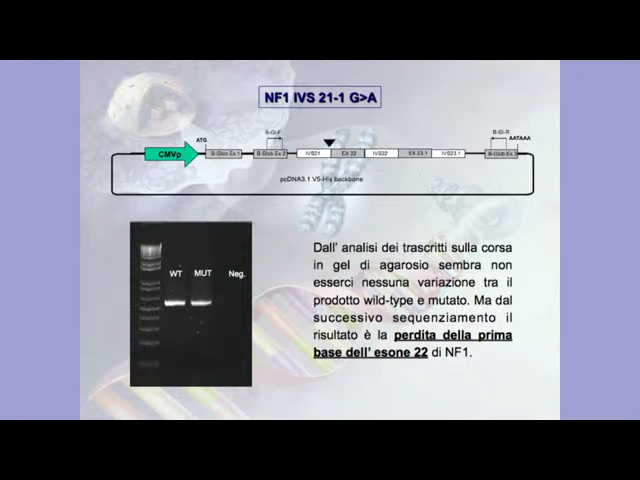 NF1 IVS 21-1 G>A
B-Gl-F
B-Gl-R
ATG
AATAAA
CMVp
B-Glob Ex 1
B-Glob Ex 2
IVS21
EX 22
IVS22
EX 23.1
IVS23.1
B-Glob Ex 3
pcDNA3.1 V5-His backbone
WT
MUT
Neg.
Dall' analisi dei trascritti sulla corsa
in gel di agarosio sembra non
esserci nessuna variazione tra il
prodotto wild-type e mutato. Ma dal
successivo sequenziamento il
risultato è la perdita della prima
base dell' esone 22 di NF1.